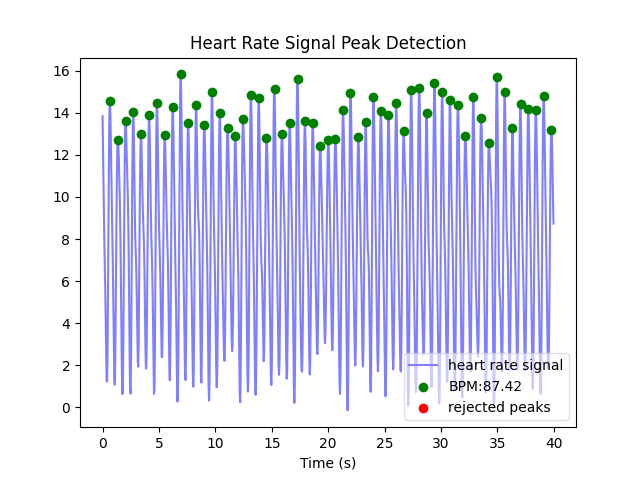 Heart Rate Signal Peak Detection
16
14
12
10
8
6
4
2
0
heart rate signal
BPM:87.42
rejected peaks
0 5 10 15 20 25 30 35 40
Time (s)